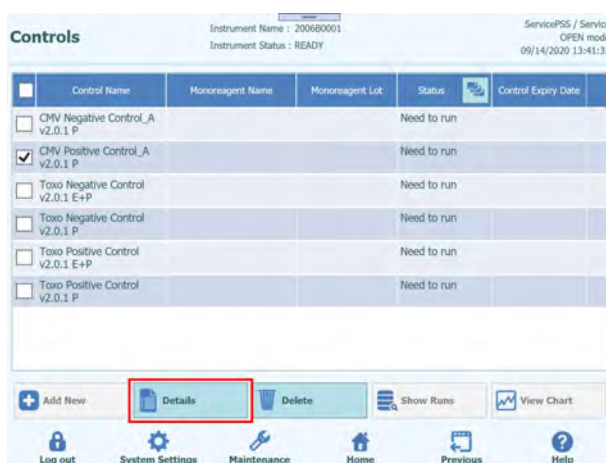 Controls
Instrument Name : 200680001
Instrument Status : READY
ServicePSS / Servic
OPEN mod
09/14/2020 13:41:3
Control Name Monoreagent Name Monoreagent Lot Status Control Expiry Date
CMV Negative Control_A
v2.0.1 P
Need to run
CMV Positive Control_A
v2.0.1 P
Need to run
Toxo Negative Control
v2.0.1 E+P
Need to run
Toxo Negative Control
v2.0.1 P
Need to run
Toxo Positive Control
v2.0.1 E+P
Need to run
Toxo Positive Control
v2.0.1 P
Need to run
Add New Details Delete Show Runs View Chart
Log out System Settings Maintenance Home Previous Help